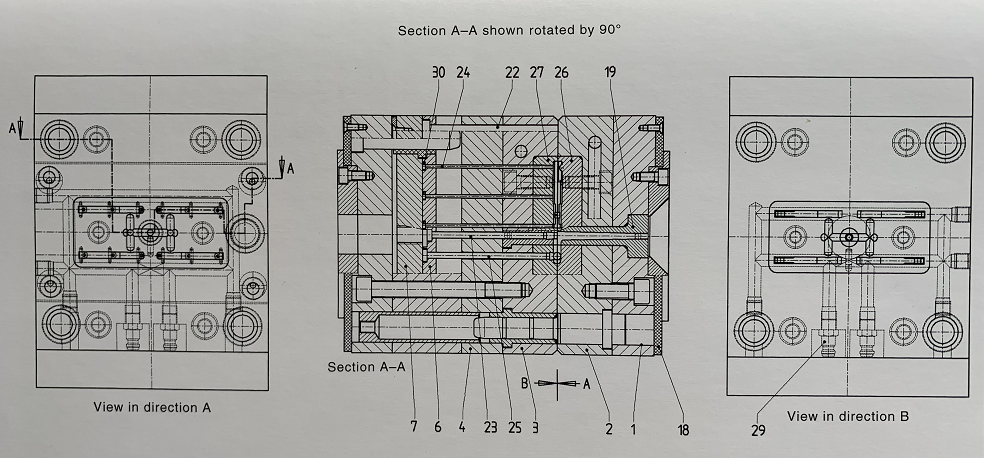 Section A–A shown rotated by 90°
30 24 22 27 26 19
A
A
Section A–A
B A
View in direction A
View in direction B
7 6 4 23 25 3 2 1 18 29